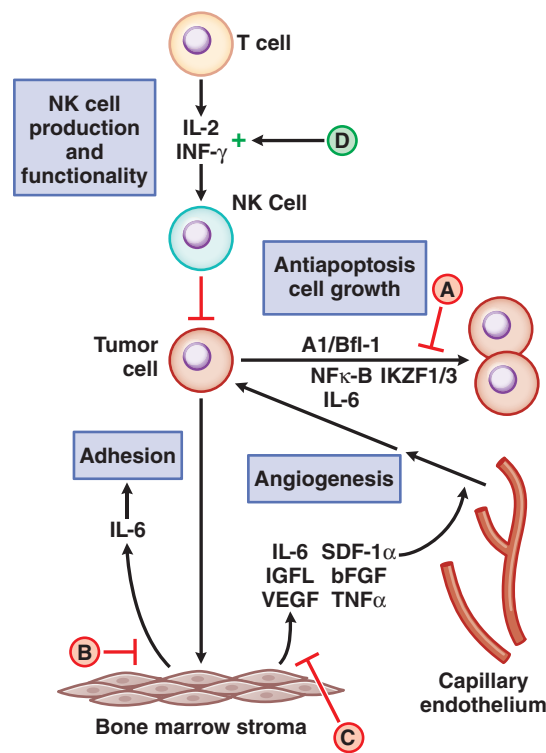 T cell
NK cell
production
and
functionality
IL-2
INF-γ
+
D
NK Cell
Antiapoptosis
cell growth
A
Tumor
cell
A1/Bfl-1
NFκ-B IKZF1/3
IL-6
Adhesion
Angiogenesis
IL-6
IL-6 SDF-1α
IGFL bFGF
VEGF TNFα
B
C
Bone marrow stroma
Capillary
endothelium